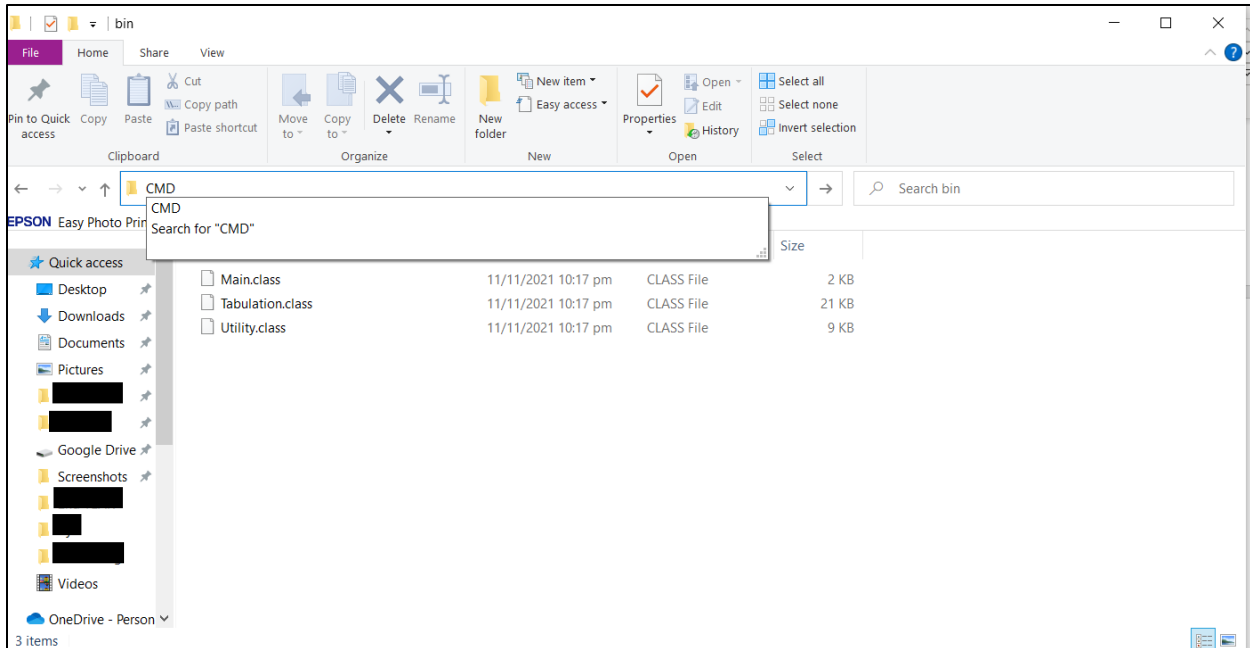 bin
File Home Share View
Pin to Quick access
Copy
Paste
Cut
Copy path
Paste shortcut
Move to
Copy to
Delete
Rename
New folder
New item
Easy access
Properties
Open
Edit
History
Select all
Select none
Invert selection
Clipboard Organize New Open Select
CMD
Search bin
CMD
Search for "CMD"
EPSON Easy Photo Prin
Size
Quick access
Desktop
Downloads
Documents
Pictures
Google Drive
Screenshots
Videos
OneDrive - Person
Main.class 11/11/2021 10:17 pm CLASS File 2 KB
Tabulation.class 11/11/2021 10:17 pm CLASS File 21 KB
Utility.class 11/11/2021 10:17 pm CLASS File 9 KB
3 items